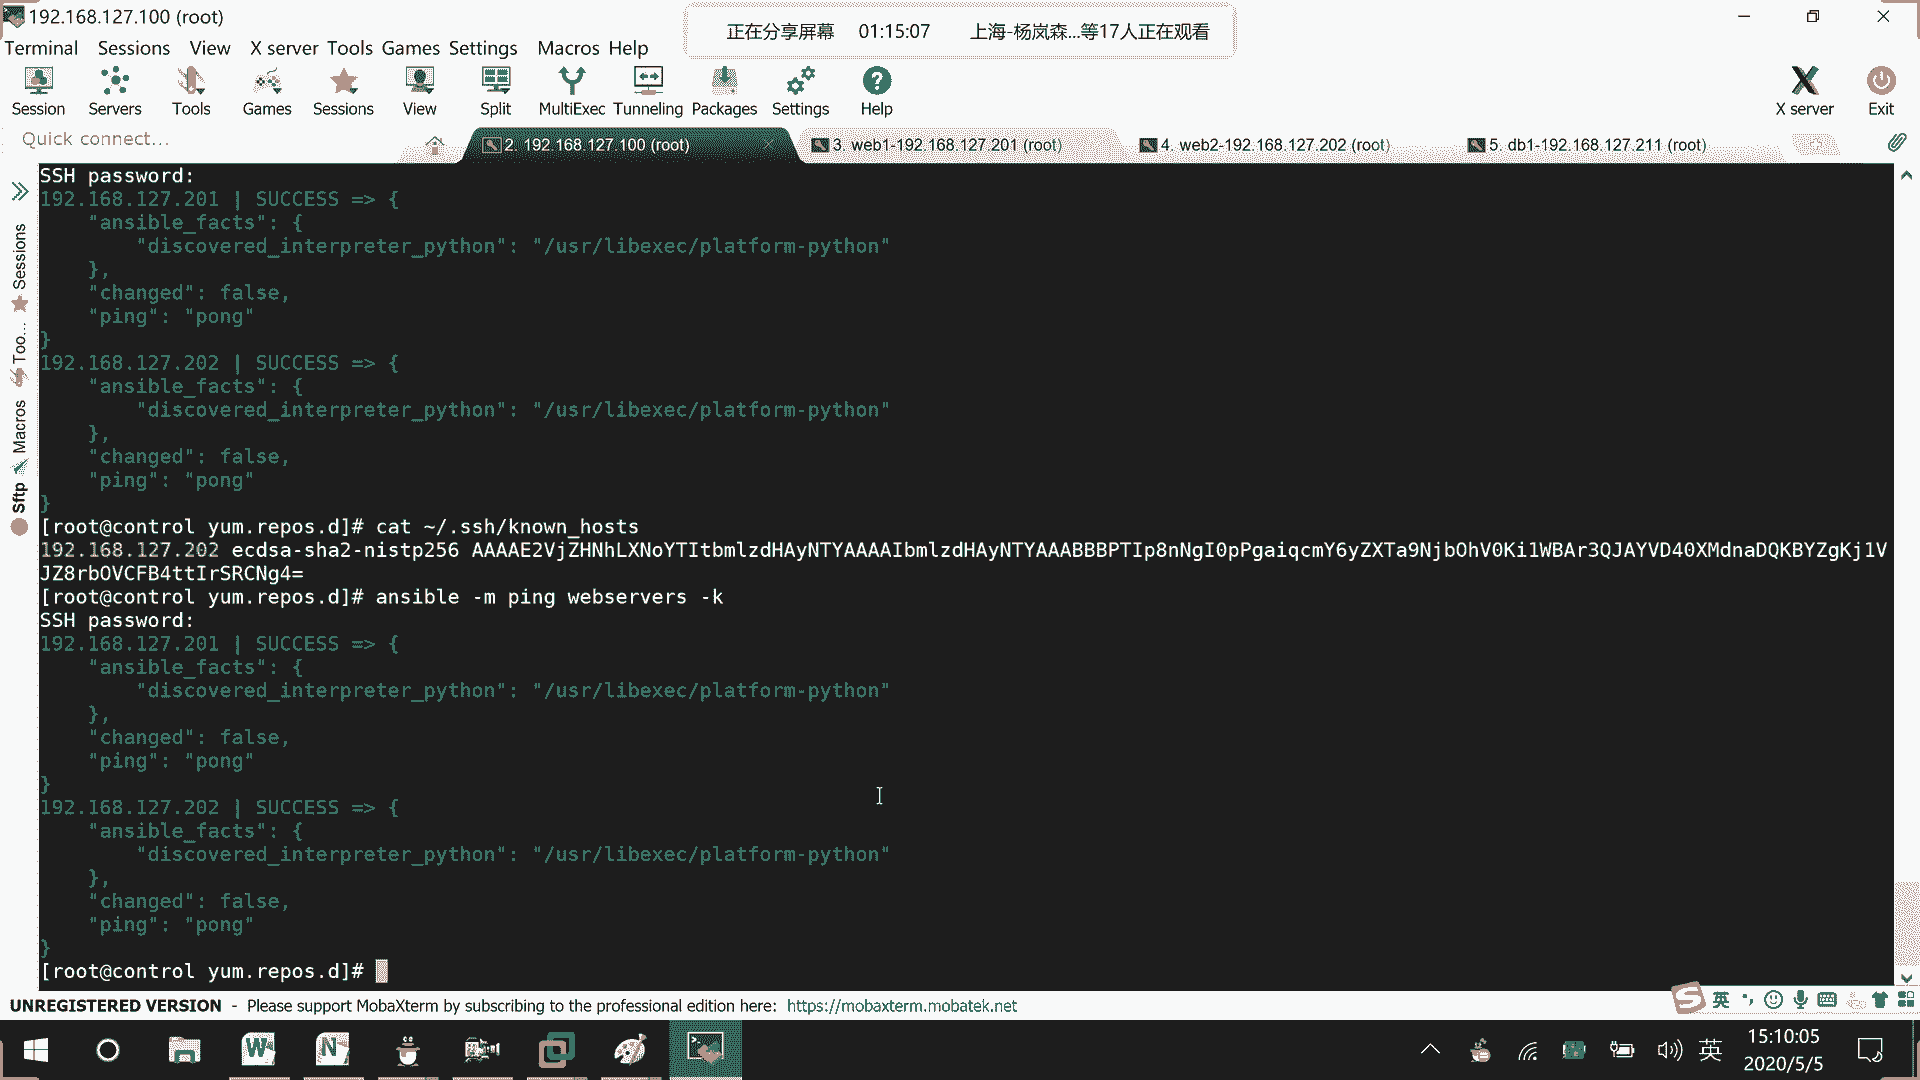 192.168.127.100 (root)
正在分享屏幕 01:15:07 上海-杨岚森...等17人正在观看
Terminal Sessions View X server Tools Games Settings Macros Help
Session Servers Tools Games Sessions View Split MultiExec Tunneling Packages Settings Help X server Exit
Quick connect...
2. 192.168.127.100 (root)
3. web1-192.168.127.201 (root)
4. web2-192.168.127.202 (root)
5. db1-192.168.127.211 (root)
Sessions
Too...
Macros
Sftp
SSH password:
192.168.127.201 | SUCCESS => {
    "ansible_facts": {
        "discovered_interpreter_python": "/usr/libexec/platform-python"
    },
    "changed": false,
    "ping": "pong"
}
192.168.127.202 | SUCCESS => {
    "ansible_facts": {
        "discovered_interpreter_python": "/usr/libexec/platform-python"
    },
    "changed": false,
    "ping": "pong"
}
[root@control yum.repos.d]# cat ~/.ssh/known_hosts
192.168.127.202 ecdsa-sha2-nistp256 AAAAE2VjZHNhLXNoYTItbmlzdHAyNTYAAAAIbmlzdHAyNTYAAABBBPTIp8nNgI0pPgaiqcmY6yZXTa9NjbOhV0Ki1WBAr3QJAYVD40XMdnaDQKBYZgKj1V
JZ8rbOVCFB4ttIrSRCNg4=
[root@control yum.repos.d]# ansible -m ping webservers -k
SSH password:
192.168.127.201 | SUCCESS => {
    "ansible_facts": {
        "discovered_interpreter_python": "/usr/libexec/platform-python"
    },
    "changed": false,
    "ping": "pong"
}
192.168.127.202 | SUCCESS => {
    "ansible_facts": {
        "discovered_interpreter_python": "/usr/libexec/platform-python"
    },
    "changed": false,
    "ping": "pong"
}
[root@control yum.repos.d]#
UNREGISTERED VERSION - Please support MobaXterm by subscribing to the professional edition here: https://mobaxterm.mobatek.net
英
英
15:10:05
2020/5/5